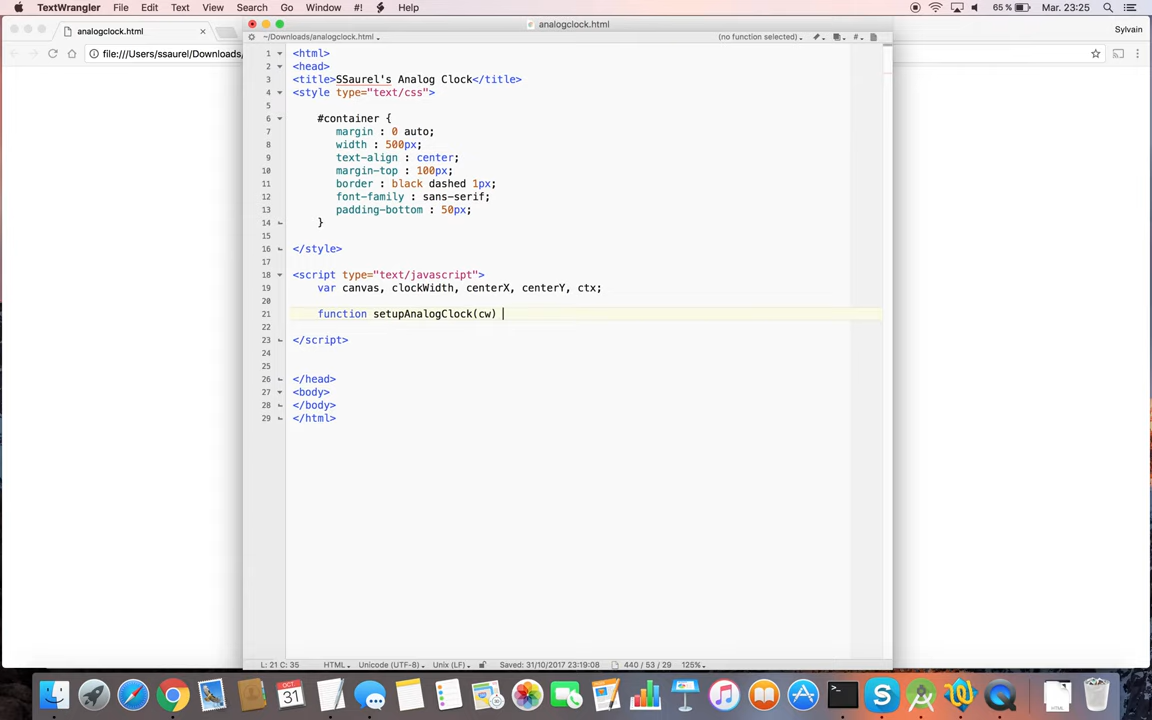 TextWrangler File Edit Text View Search Go Window #! Help 65 % Mar. 23:25
analogclock.html
analogclock.html Sylvain
~/Downloads/analogclock.html (no function selected)
file:///Users/ssaurel/Downloads/
1 <html>
2 <head>
3 <title>SSaurel's Analog Clock</title>
4 <style type="text/css">
5
6 #container {
7 margin : 0 auto;
8 width : 500px;
9 text-align : center;
10 margin-top : 100px;
11 border : black dashed 1px;
12 font-family : sans-serif;
13 padding-bottom : 50px;
14 }
15
16 </style>
17
18 <script type="text/javascript">
19 var canvas, clockWidth, centerX, centerY, ctx;
20
21 function setupAnalogClock(cw)
22
23 </script>
24
25
26 </head>
27 <body>
28 </body>
29 </html>
L: 21 C: 35 HTML Unicode (UTF-8) Unix (LF) Saved: 31/10/2017 23:19:08 440 / 53 / 29 125%
OCT
31
HTML